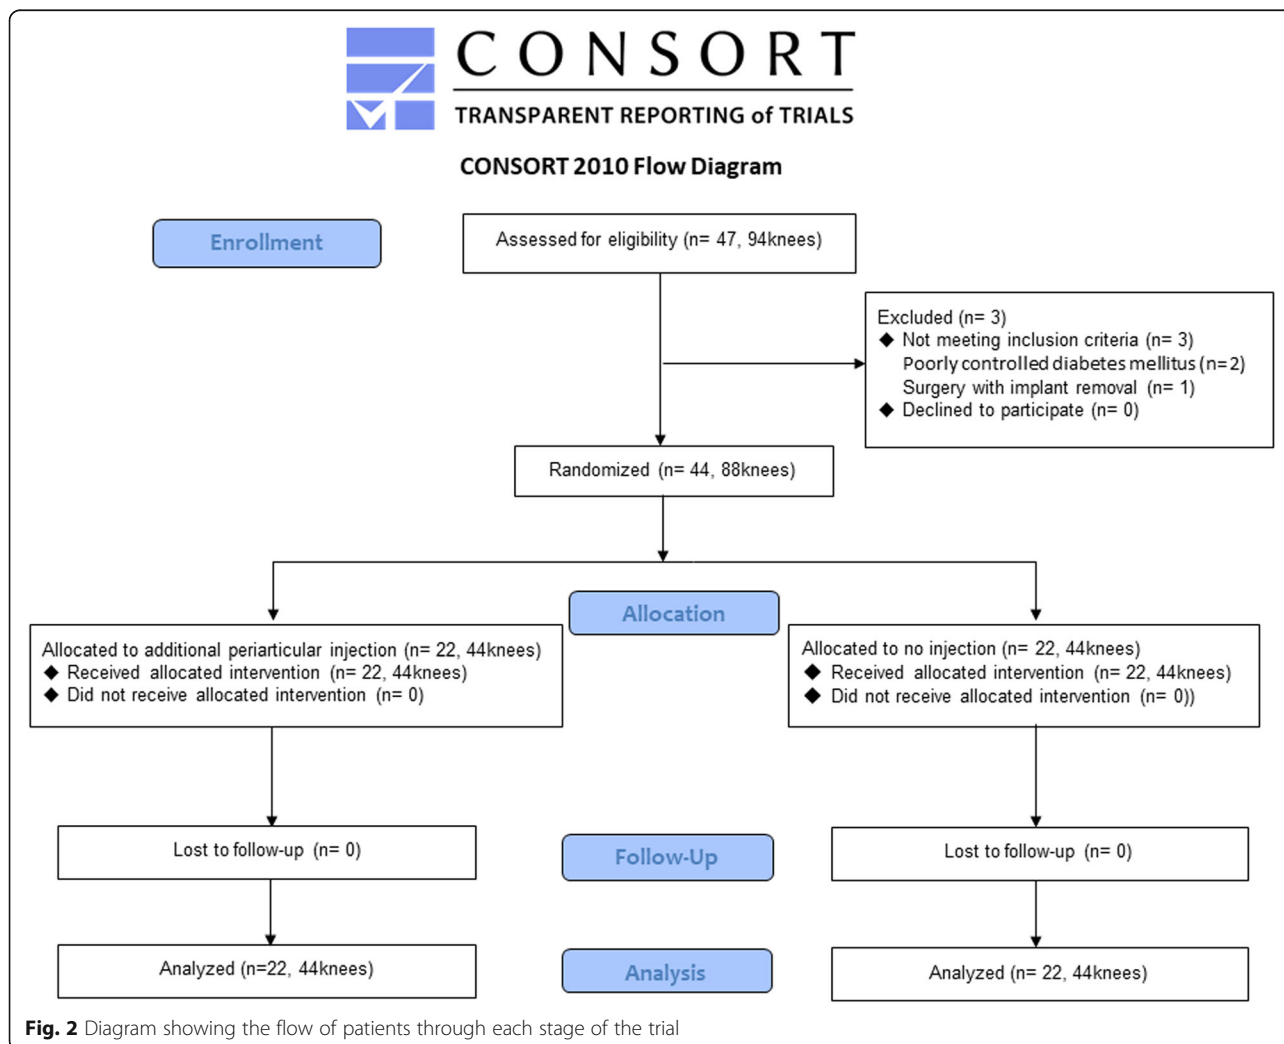 CONSORT
TRANSPARENT REPORTING of TRIALS
CONSORT 2010 Flow Diagram
Enrollment
Assessed for eligibility (n= 47, 94knees)
Excluded (n= 3)
◆ Not meeting inclusion criteria (n= 3)
Poorly controlled diabetes mellitus (n=2)
Surgery with implant removal (n= 1)
◆ Declined to participate (n= 0)
Randomized (n= 44, 88knees)
Allocation
Allocated to additional periarticular injection (n= 22, 44knees)
◆ Received allocated intervention (n= 22, 44knees)
◆ Did not receive allocated intervention (n= 0)
Allocated to no injection (n= 22, 44knees)
◆ Received allocated intervention (n= 22, 44knees)
◆ Did not receive allocated intervention (n= 0))
Follow-Up
Lost to follow-up (n= 0)
Lost to follow-up (n= 0)
Analysis
Analyzed (n=22, 44knees)
Analyzed (n= 22, 44knees)
Fig. 2 Diagram showing the flow of patients through each stage of the trial